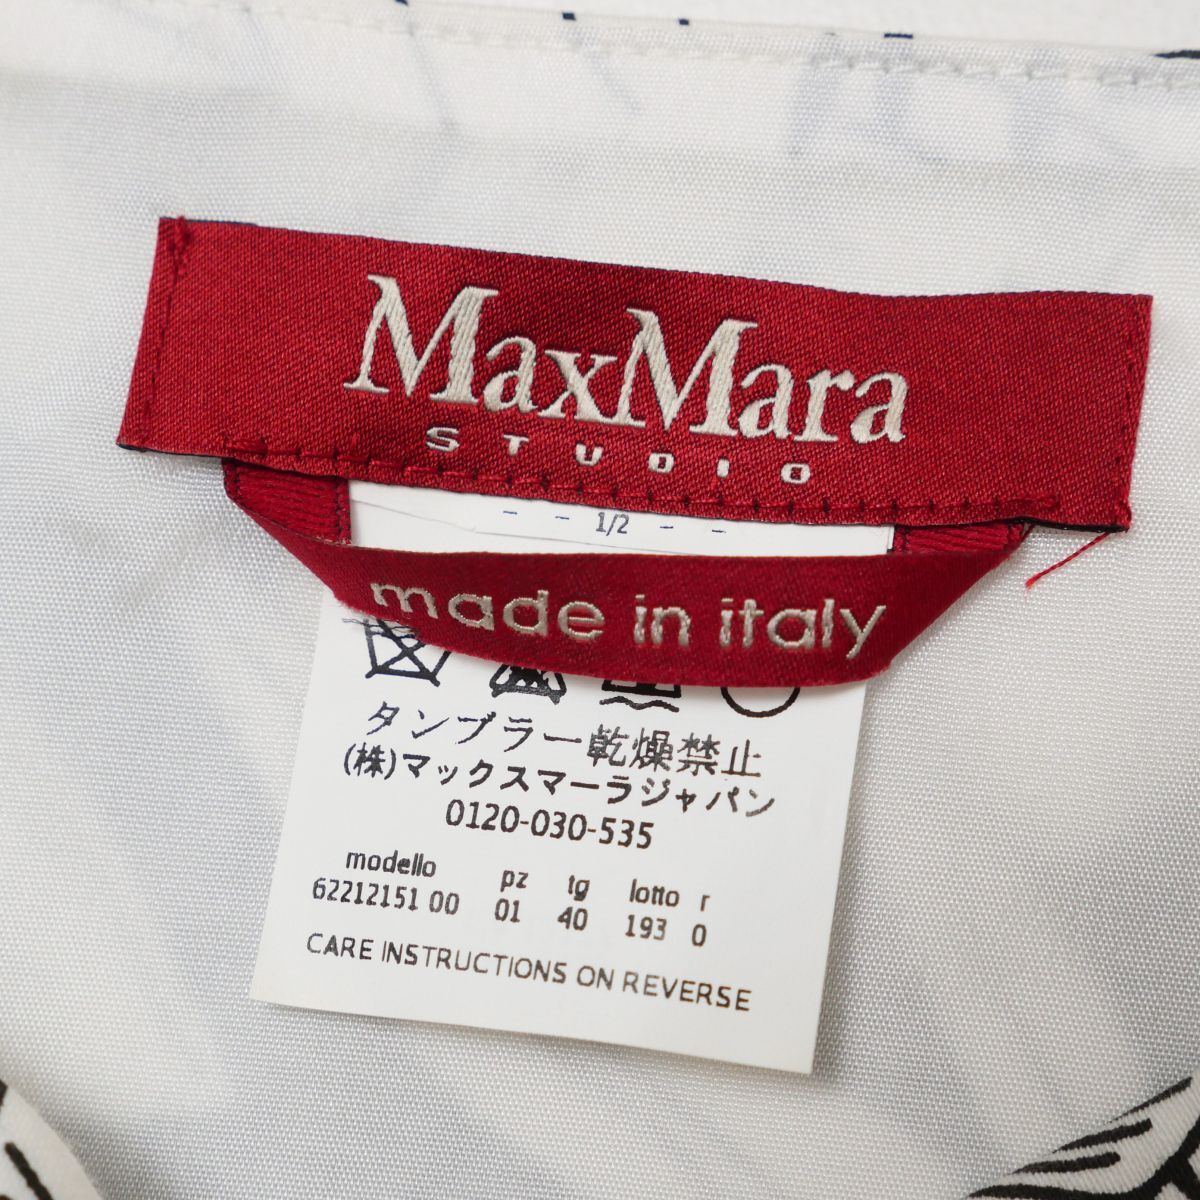 MaxMara
STUDIO
- - 1/2 - -
made in italy
タンブラー乾燥禁止
(株)マックスマーラジャパン
0120-030-535
modello pz tg lotto r
62212151 00 01 40 193 0
CARE INSTRUCTIONS ON REVERSE